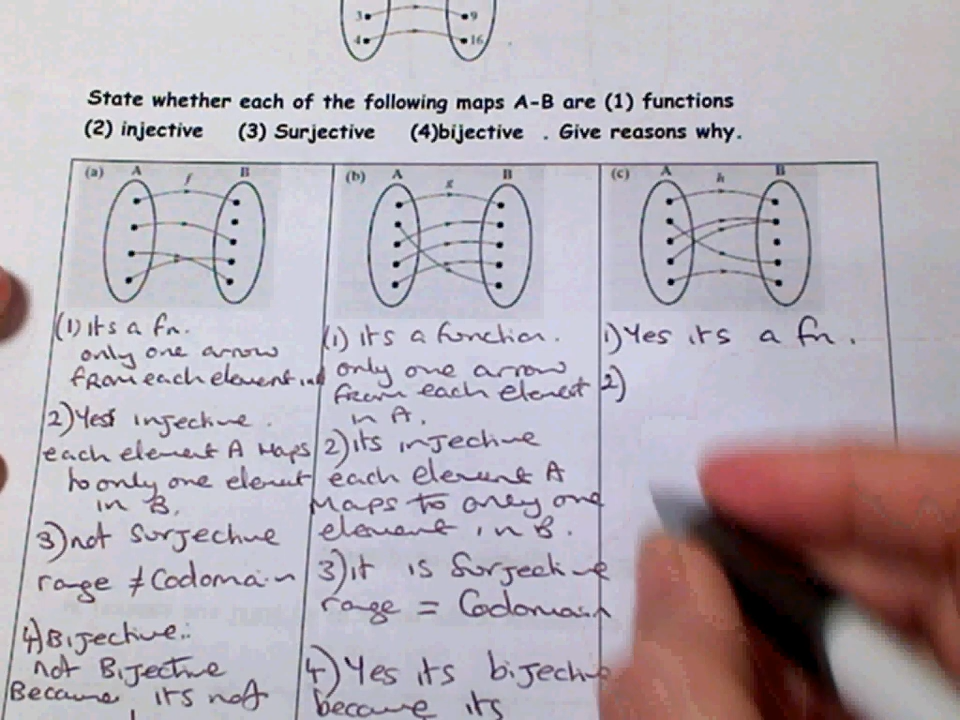 3 9
4 16
State whether each of the following maps A-B are (1) functions
(2) injective (3) Surjective (4)bijective . Give reasons why.
(a) A f B
(1) its a fn.
only one arrow
from each element in A
2) Yes injective.
each element A maps
to only one element
in B.
3) not Surjective
range ≠ Codomain
4) Bijective..
not Bijective
Because its not
(b) A g B
(1) its a function.
only one arrow
from each element
in A.
2) its injective
each element A
Maps to only one
element in B.
3) it is Surjective
range = Codomain
4) Yes its bijective
because its
(c) A h B
1) Yes its a fn.
2)